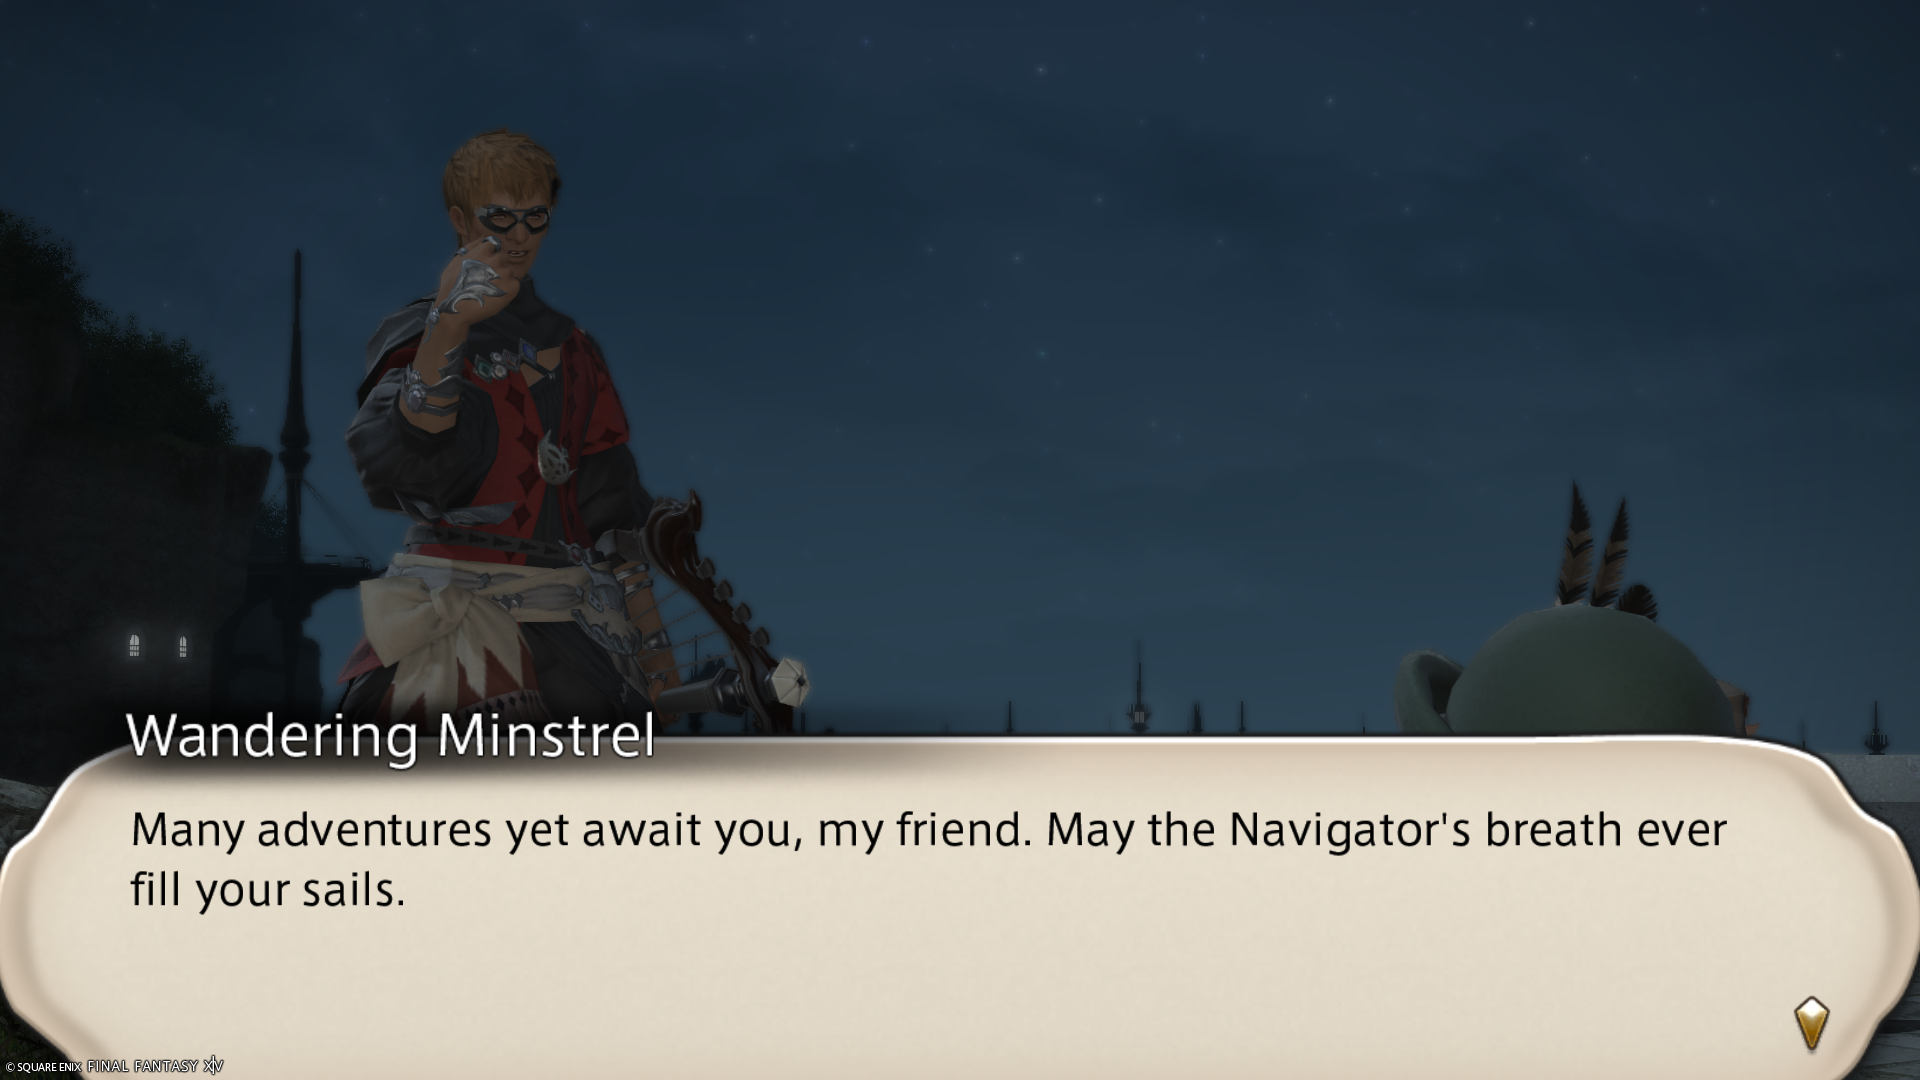 Wandering Minstrel
Many adventures yet await you, my friend. May the Navigator's breath ever
fill your sails.
© SQUARE ENIX FINAL FANTASY XIV